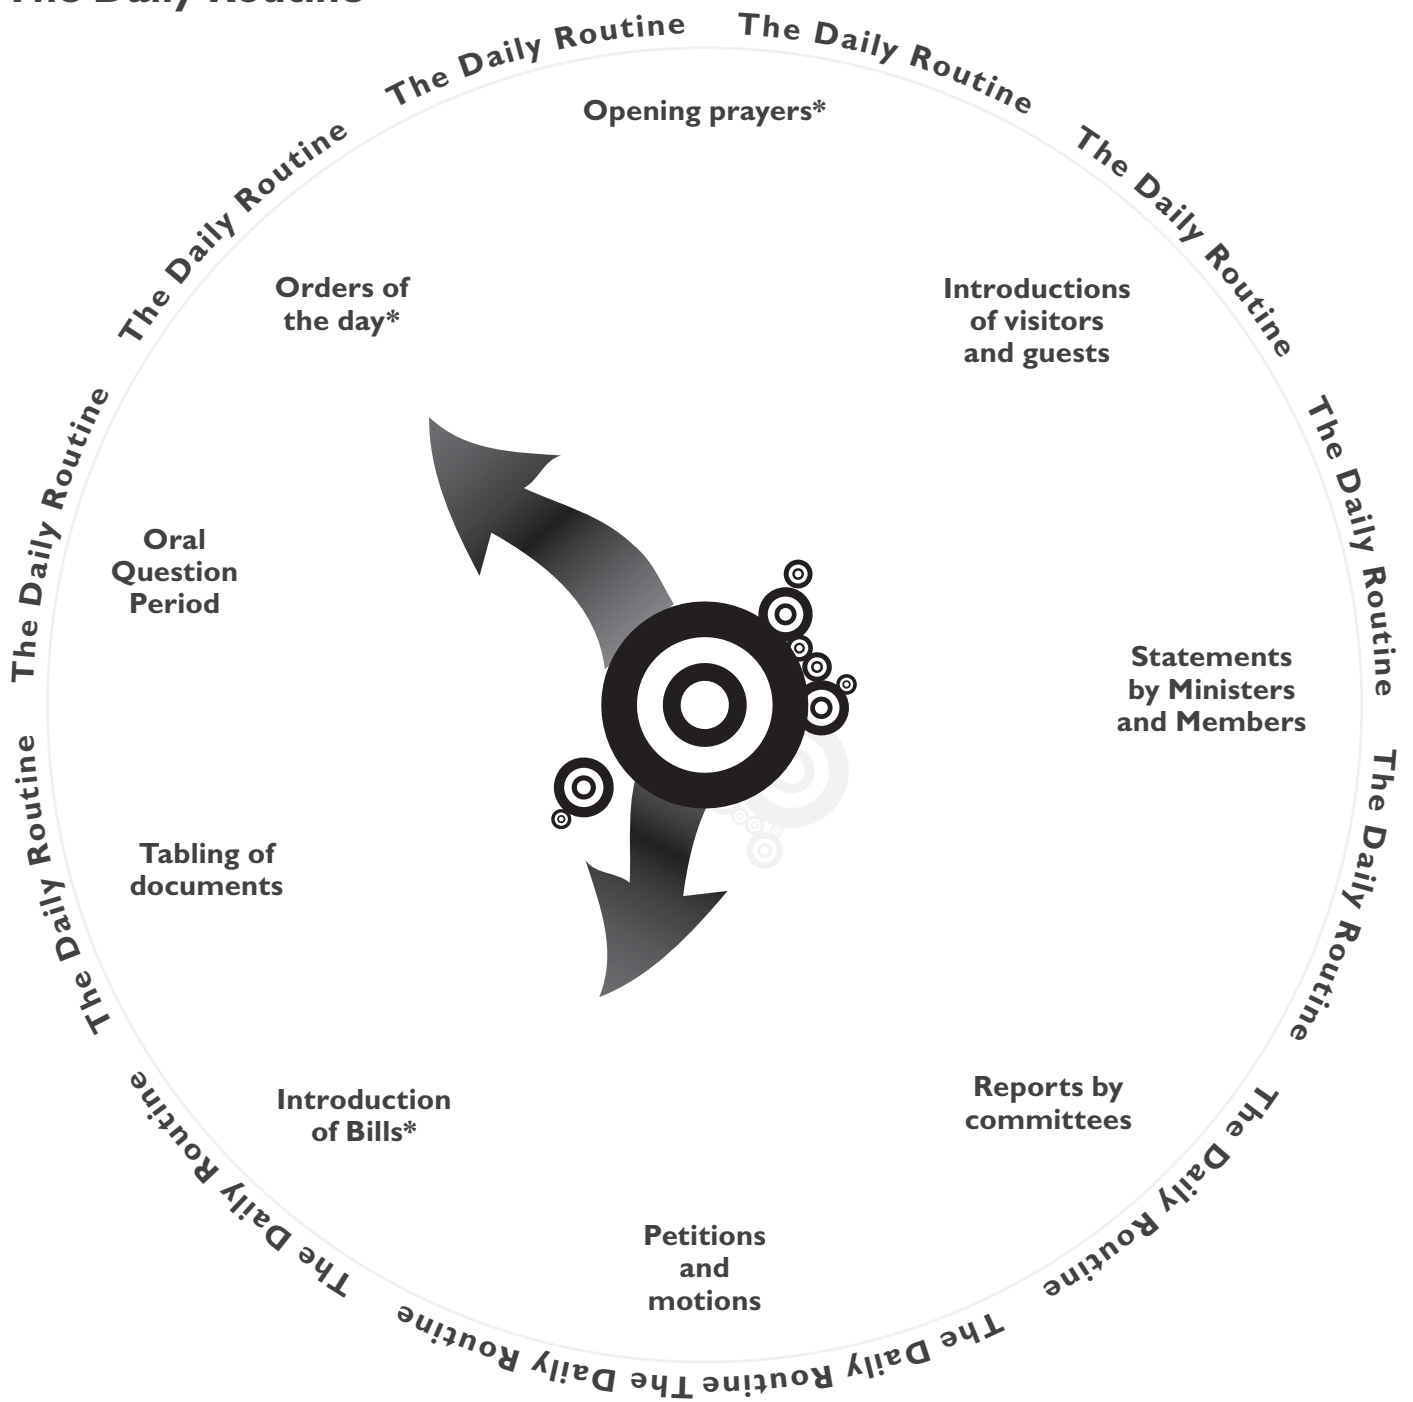 The Daily Routine
The Daily Routine
The Daily Routine
The Daily Routine
The Daily Routine
The Daily Routine
The Daily Routine
The Daily Routine
The Daily Routine
The Daily Routine
The Daily Routine
The Daily Routine
The Daily Routine
Opening prayers*
Introductions
of visitors
and guests
Statements
by Ministers
and Members
Reports by
committees
Petitions
and
motions
Introduction
of Bills*
Tabling of
documents
Oral
Question
Period
Orders of
the day*